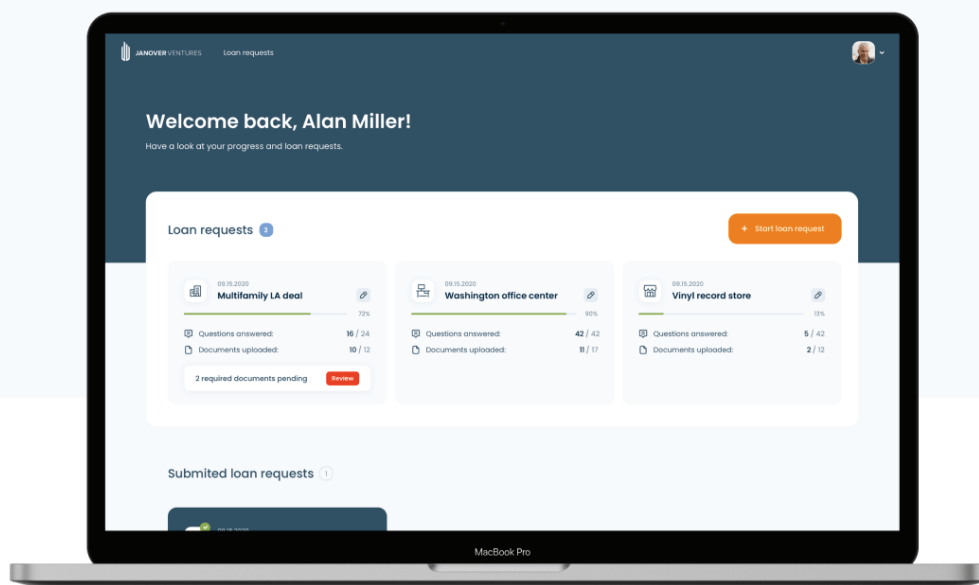 JANOVER VENTURES Loan requests
Welcome back, Alan Miller!
Have a look at your progress and loan requests.
Loan requests 3
+ Start loan request
09.15.2020
Multifamily LA deal
72%
Questions answered: 16 / 24
Documents uploaded: 10 / 12
2 required documents pending Review
09.15.2020
Washington office center
90%
Questions answered: 42 / 42
Documents uploaded: 11 / 17
09.15.2020
Vinyl record store
13%
Questions answered: 5 / 42
Documents uploaded: 2 / 12
Submited loan requests 1
09.15.2020
MacBook Pro